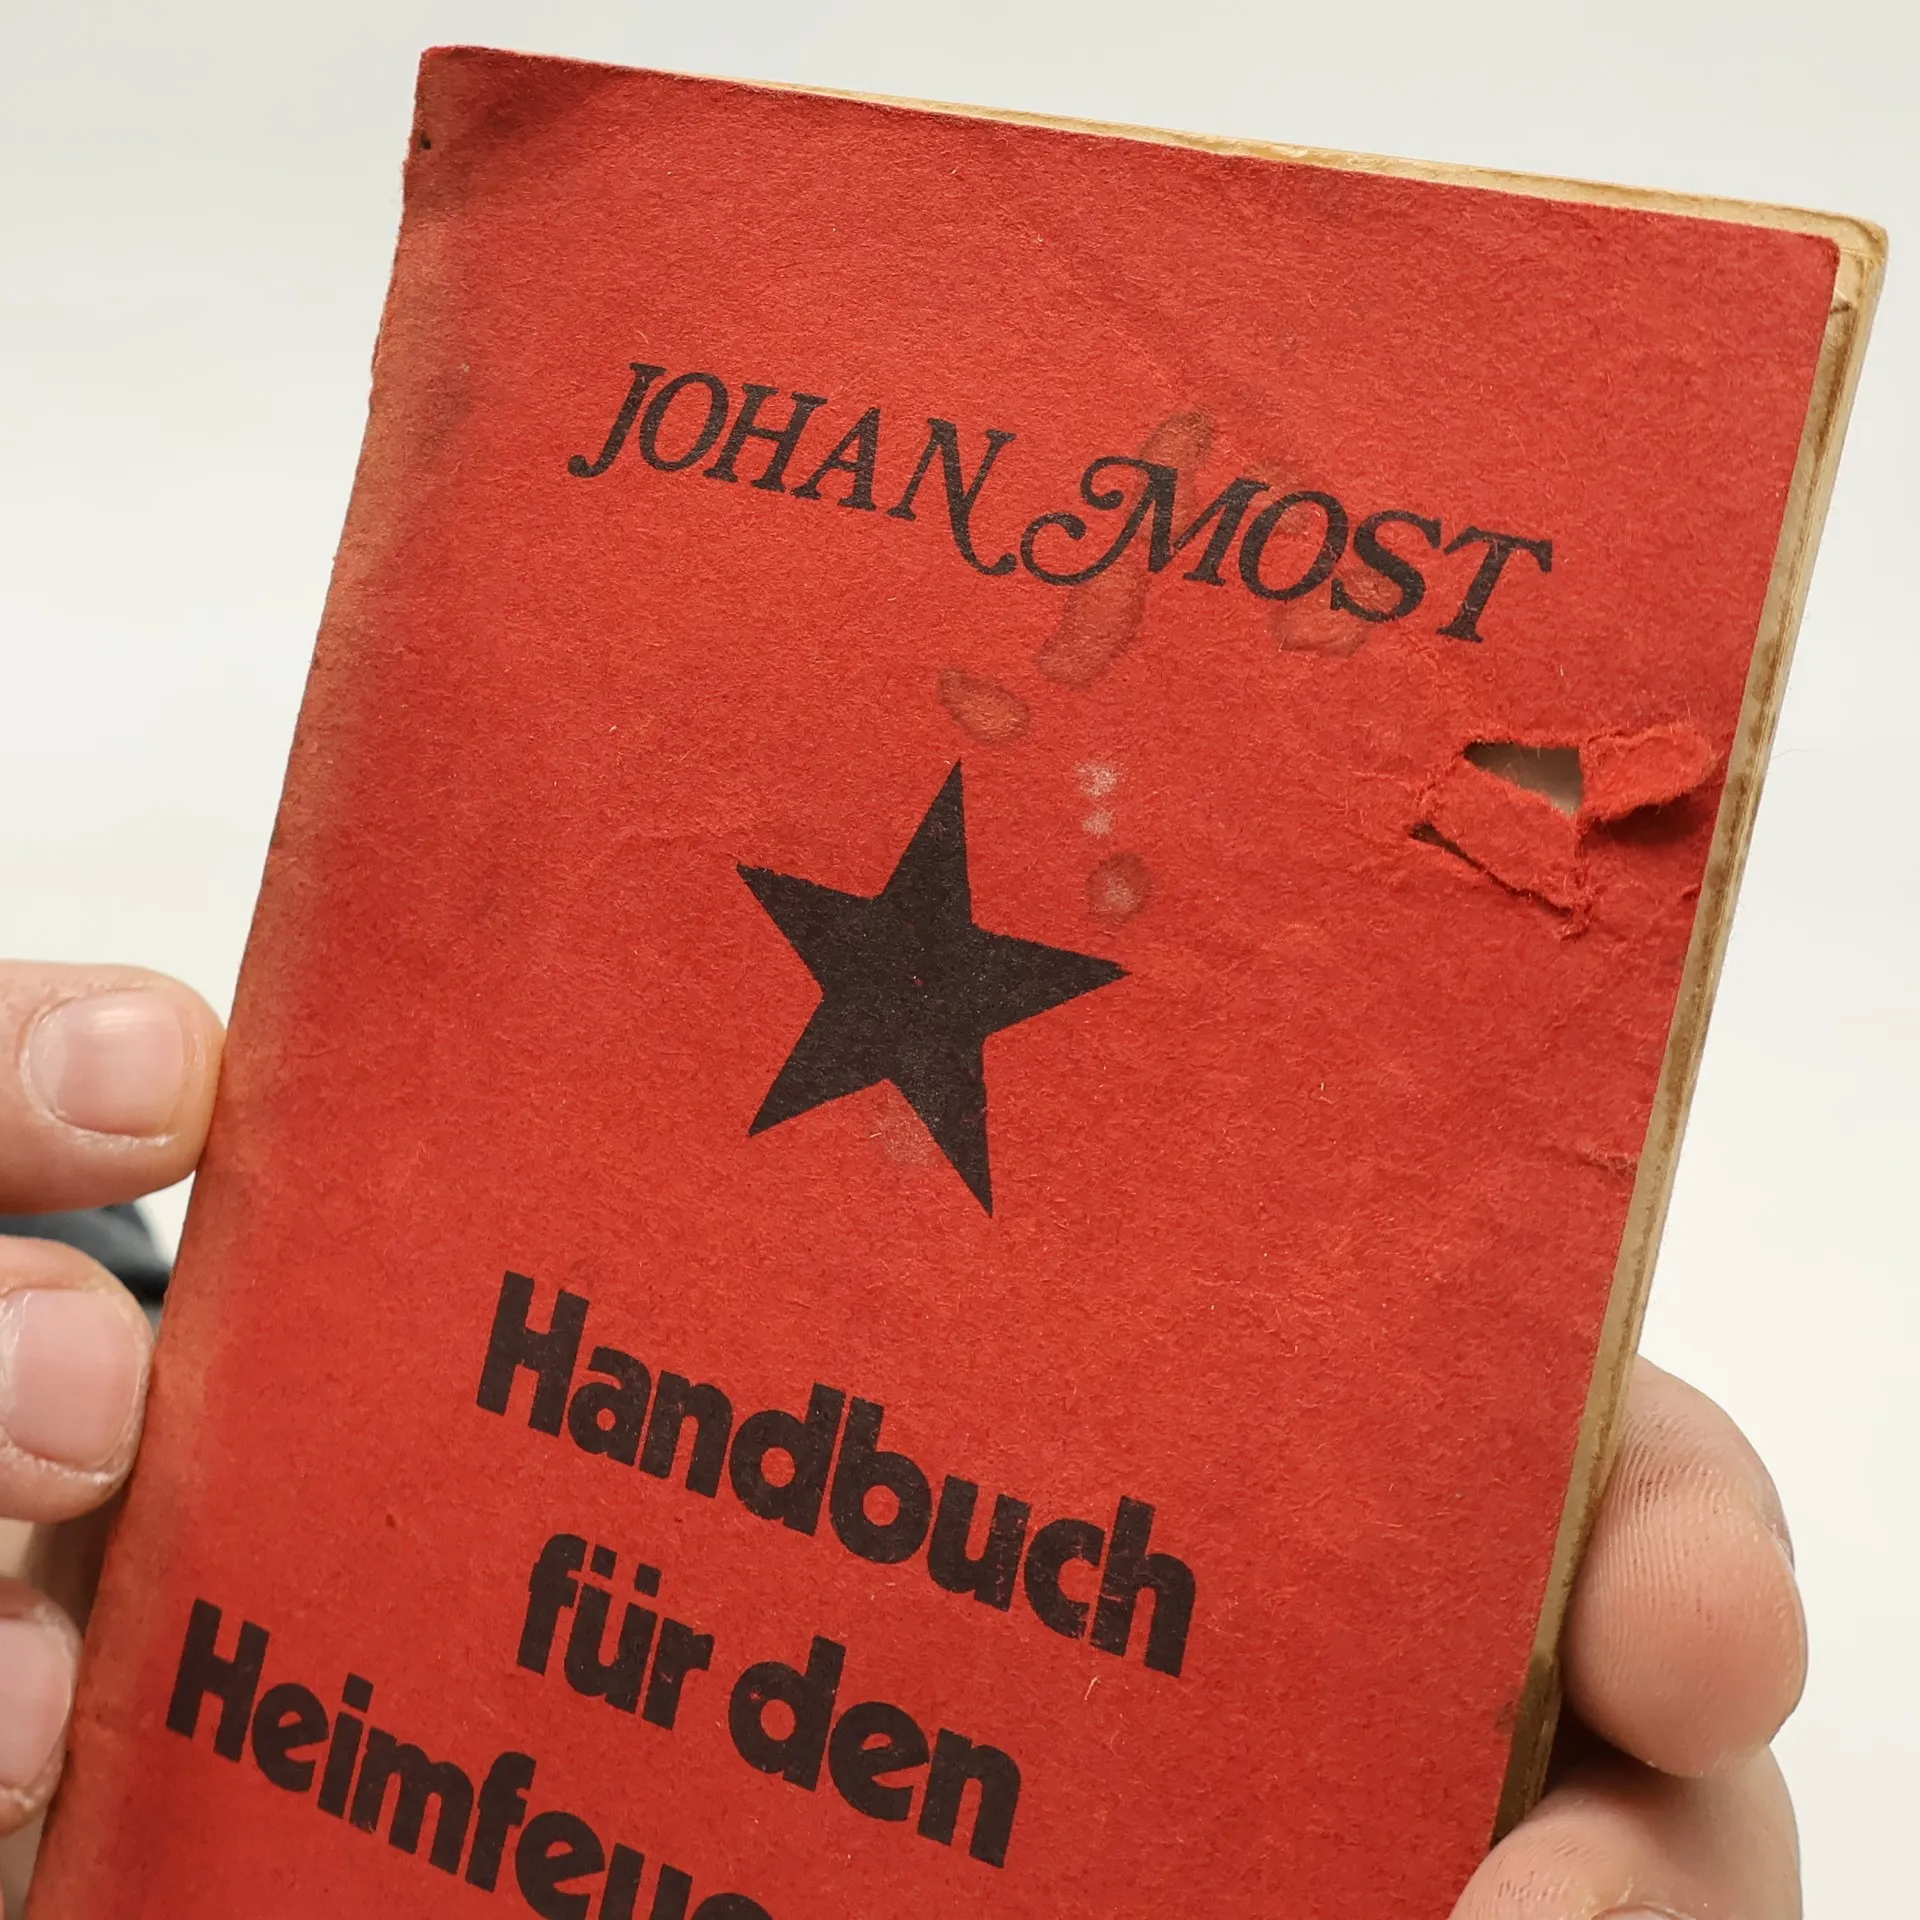 JOHAN MOST
Handbuch
für den